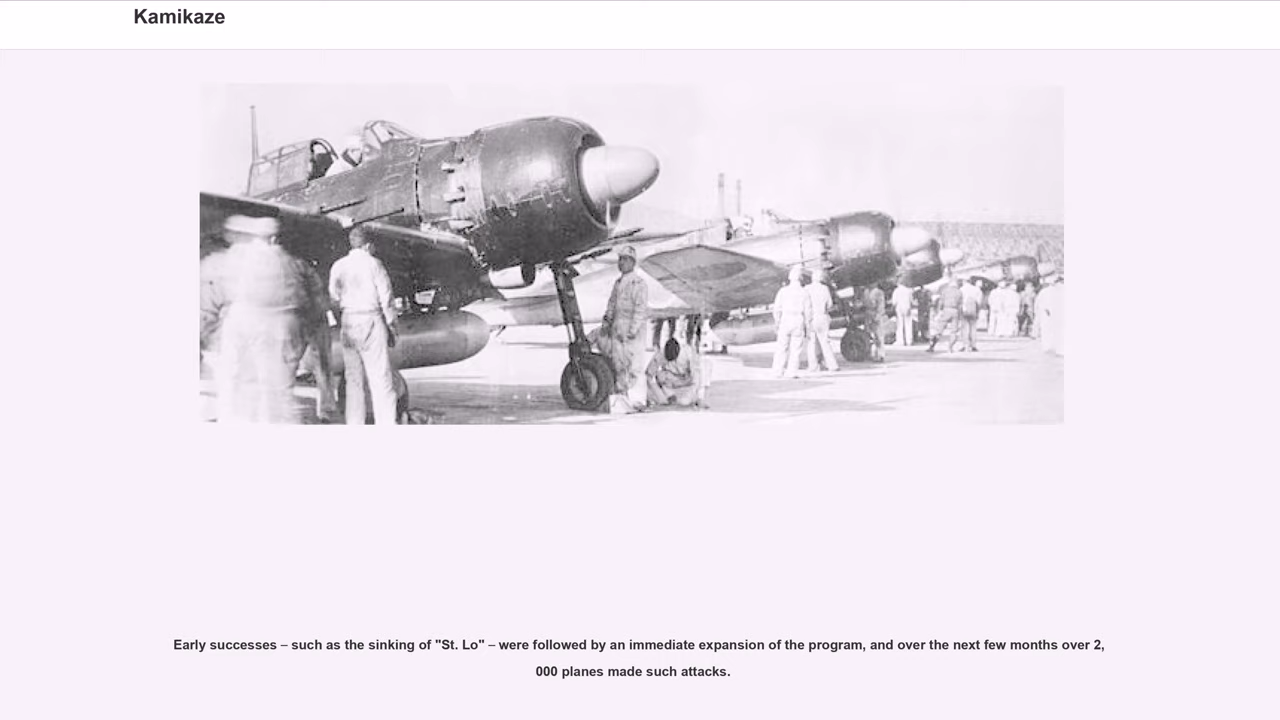 Kamikaze
Early successes – such as the sinking of "St. Lo" – were followed by an immediate expansion of the program, and over the next few months over 2,
000 planes made such attacks.